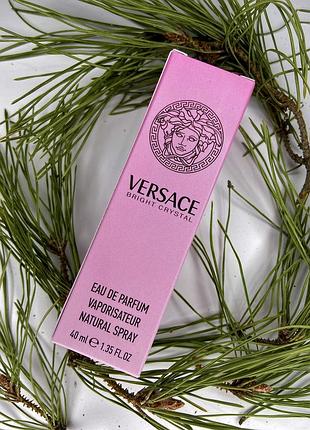 VERSACE
BRIGHT CRYSTAL
EAU DE PARFUM
VAPORISATEUR
NATURAL SPRAY
40 ml ℮ 1.35 FL.OZ